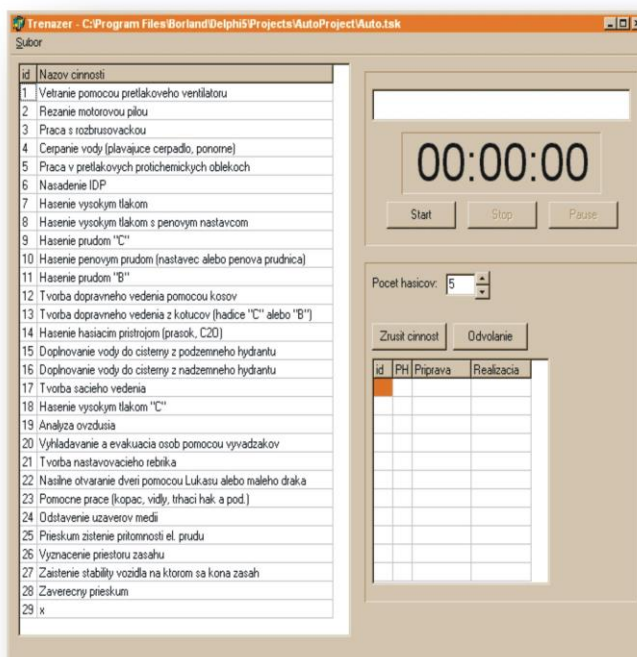 Trenazer - C:\Program Files\Borland\Delphi5\Projects\AutoProject\Auto.tsk
Subor
id Nazov cinnosti
1 Vetranie pomocou pretlakoveho ventilatoru
2 Rezanie motorovou pilou
3 Praca s rozbrusovackou
4 Cerpanie vody (plavajuce cerpadlo, ponorne)
5 Praca v pretlakovych protichemickych oblekoch
6 Nasadenie IDP
7 Hasenie vysokym tlakom
8 Hasenie vysokym tlakom s penovym nastavcom
9 Hasenie prudom "C"
10 Hasenie penovym prudom (nastavec alebo penova prudnica)
11 Hasenie prudom "B"
12 Tvorba dopravneho vedenia pomocou kosov
13 Tvorba dopravneho vedenia z kotucov (hadice "C" alebo "B")
14 Hasenie hasiacim pristrojom (prasok, C2O)
15 Doplnovanie vody do cisterny z podzemneho hydrantu
16 Doplnovanie vody do cisterny z nadzemneho hydrantu
17 Tvorba sacieho vedenia
18 Hasenie vysokym tlakom "C"
19 Analyza ovzdusia
20 Vyhladavanie a evakuacia osob pomocou vyvadzakov
21 Tvorba nastavovacieho rebrika
22 Nasilne otvaranie dveri pomocou Lukasu alebo maleho draka
23 Pomocne prace (kopac, vidly, trhaci hak a pod.)
24 Odstavenie uzaverov medii
25 Prieskum zistenie pritomnosti el. prudu
26 Vyznacenie priestoru zasahu
27 Zaistenie stability vozidla na ktorom sa kona zasah
28 Zaverecny prieskum
29 x
00:00:00
Start Stop Pause
Pocet hasicov: 5
Zrusit cinnost Odvolanie
id PH Priprava Realizacia